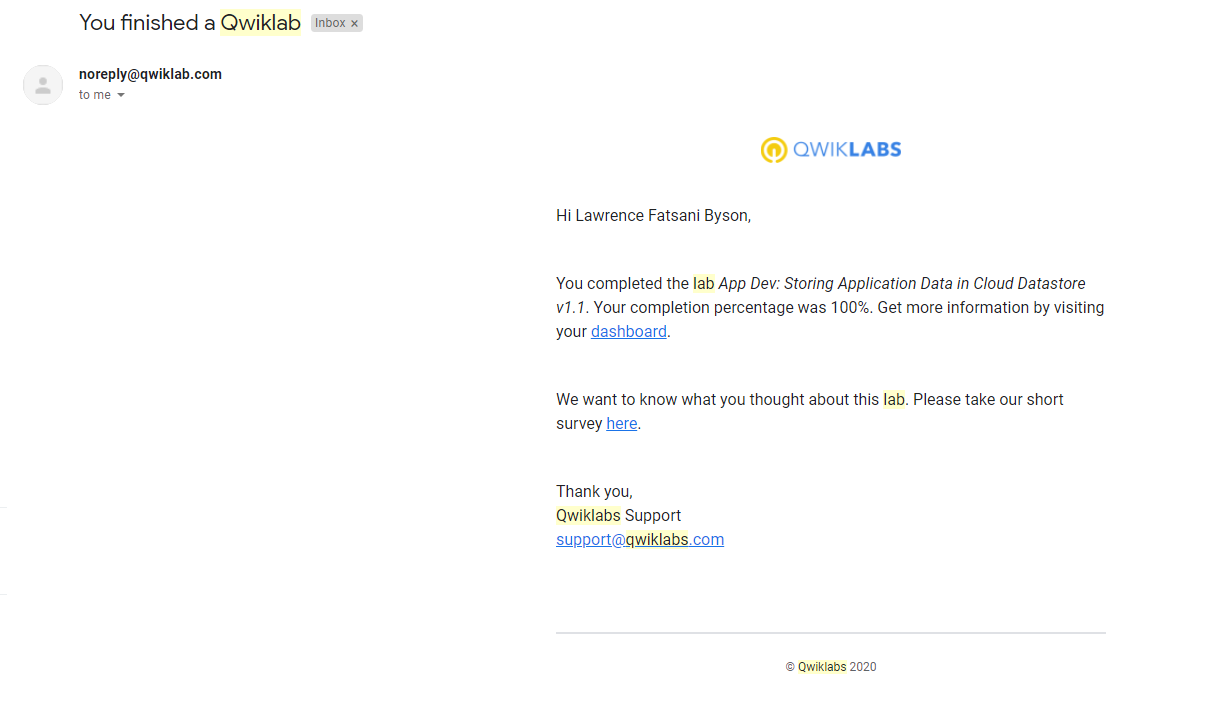 You finished a Qwiklab Inbox x
noreply@qwiklab.com
to me
QWIKLABS
Hi Lawrence Fatsani Byson,
You completed the lab App Dev: Storing Application Data in Cloud Datastore
v1.1. Your completion percentage was 100%. Get more information by visiting
your dashboard.
We want to know what you thought about this lab. Please take our short
survey here.
Thank you,
Qwiklabs Support
support@qwiklabs.com
© Qwiklabs 2020